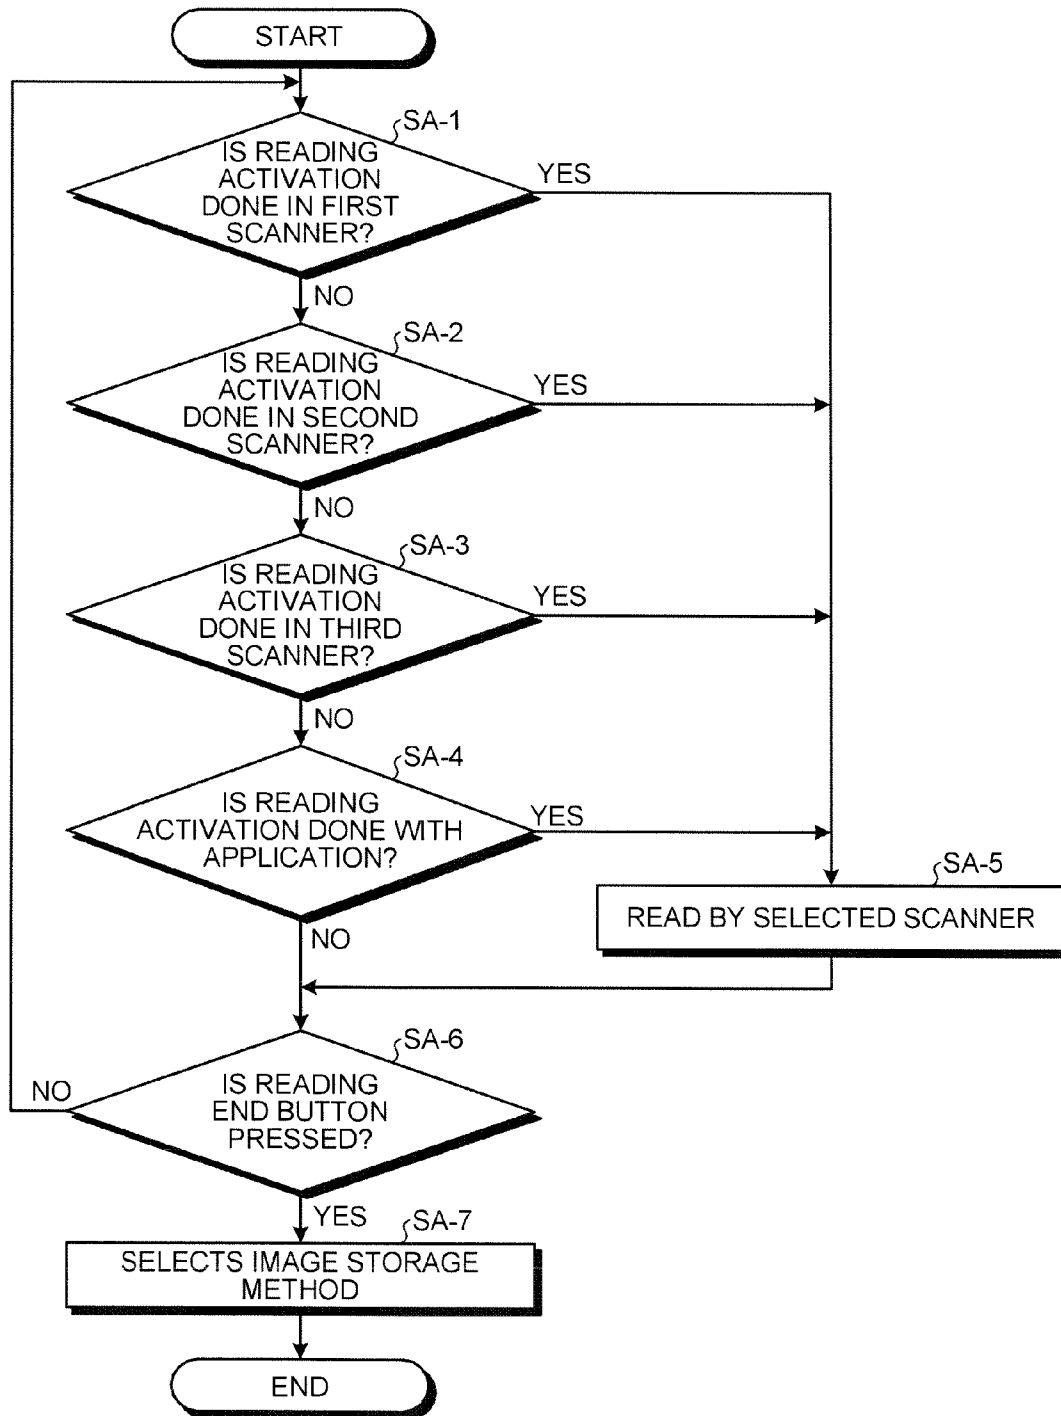 START
SA-1
IS READING
ACTIVATION
DONE IN FIRST
SCANNER?
YES
NO
SA-2
IS READING
ACTIVATION
DONE IN SECOND
SCANNER?
YES
NO
SA-3
IS READING
ACTIVATION
DONE IN THIRD
SCANNER?
YES
NO
SA-4
IS READING
ACTIVATION DONE WITH
APPLICATION?
YES
NO
SA-5
READ BY SELECTED SCANNER
SA-6
IS READING
END BUTTON
PRESSED?
NO
YES
SA-7
SELECTS IMAGE STORAGE
METHOD
END